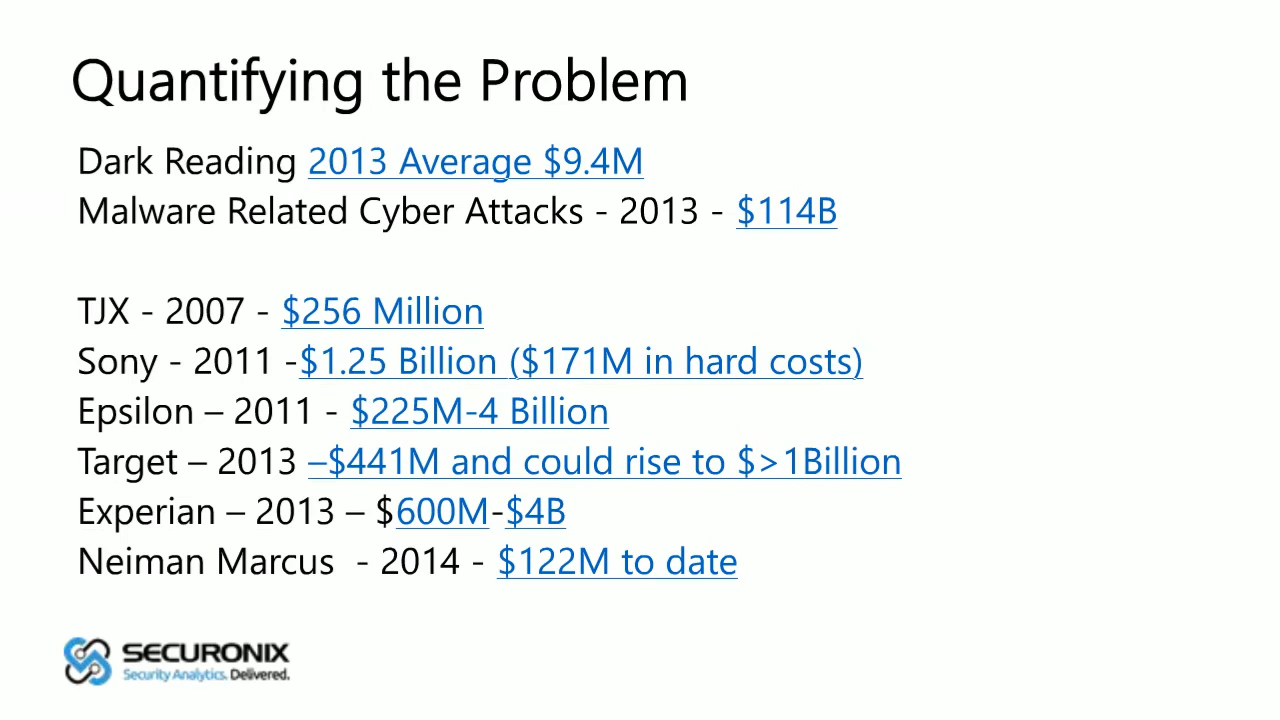 Quantifying the Problem
Dark Reading 2013 Average $9.4M
Malware Related Cyber Attacks - 2013 - $114B
TJX - 2007 - $256 Million
Sony - 2011 -$1.25 Billion ($171M in hard costs)
Epsilon – 2011 - $225M-4 Billion
Target – 2013 –$441M and could rise to $>1Billion
Experian – 2013 – $600M-$4B
Neiman Marcus  - 2014 - $122M to date
SECURONIX
Security Analytics. Delivered.